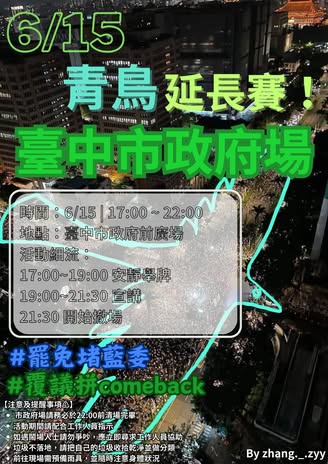 6/15
青鳥 延長賽！
臺中市政府場
時間：6/15 | 17:00 ~ 22:00
地點：臺中市政府前廣場
活動細流：
17:00~19:00 安靜舉牌
19:00~21:30 宣講
21:30 開始撤場
#罷免堵藍委
#覆議拚comeback
【注意及提醒事項⚠】
• 市政府場請務必於22:00前清場完畢
• 活動期間請配合工作人員指示
• 如遇鬧場人士請勿爭吵，應立即尋求工作人員協助
• 垃圾不落地，請把自己的垃圾收拾乾淨並做分類
• 前往現場需預備雨具，並隨時注意身體狀況
By zhang._.zyy